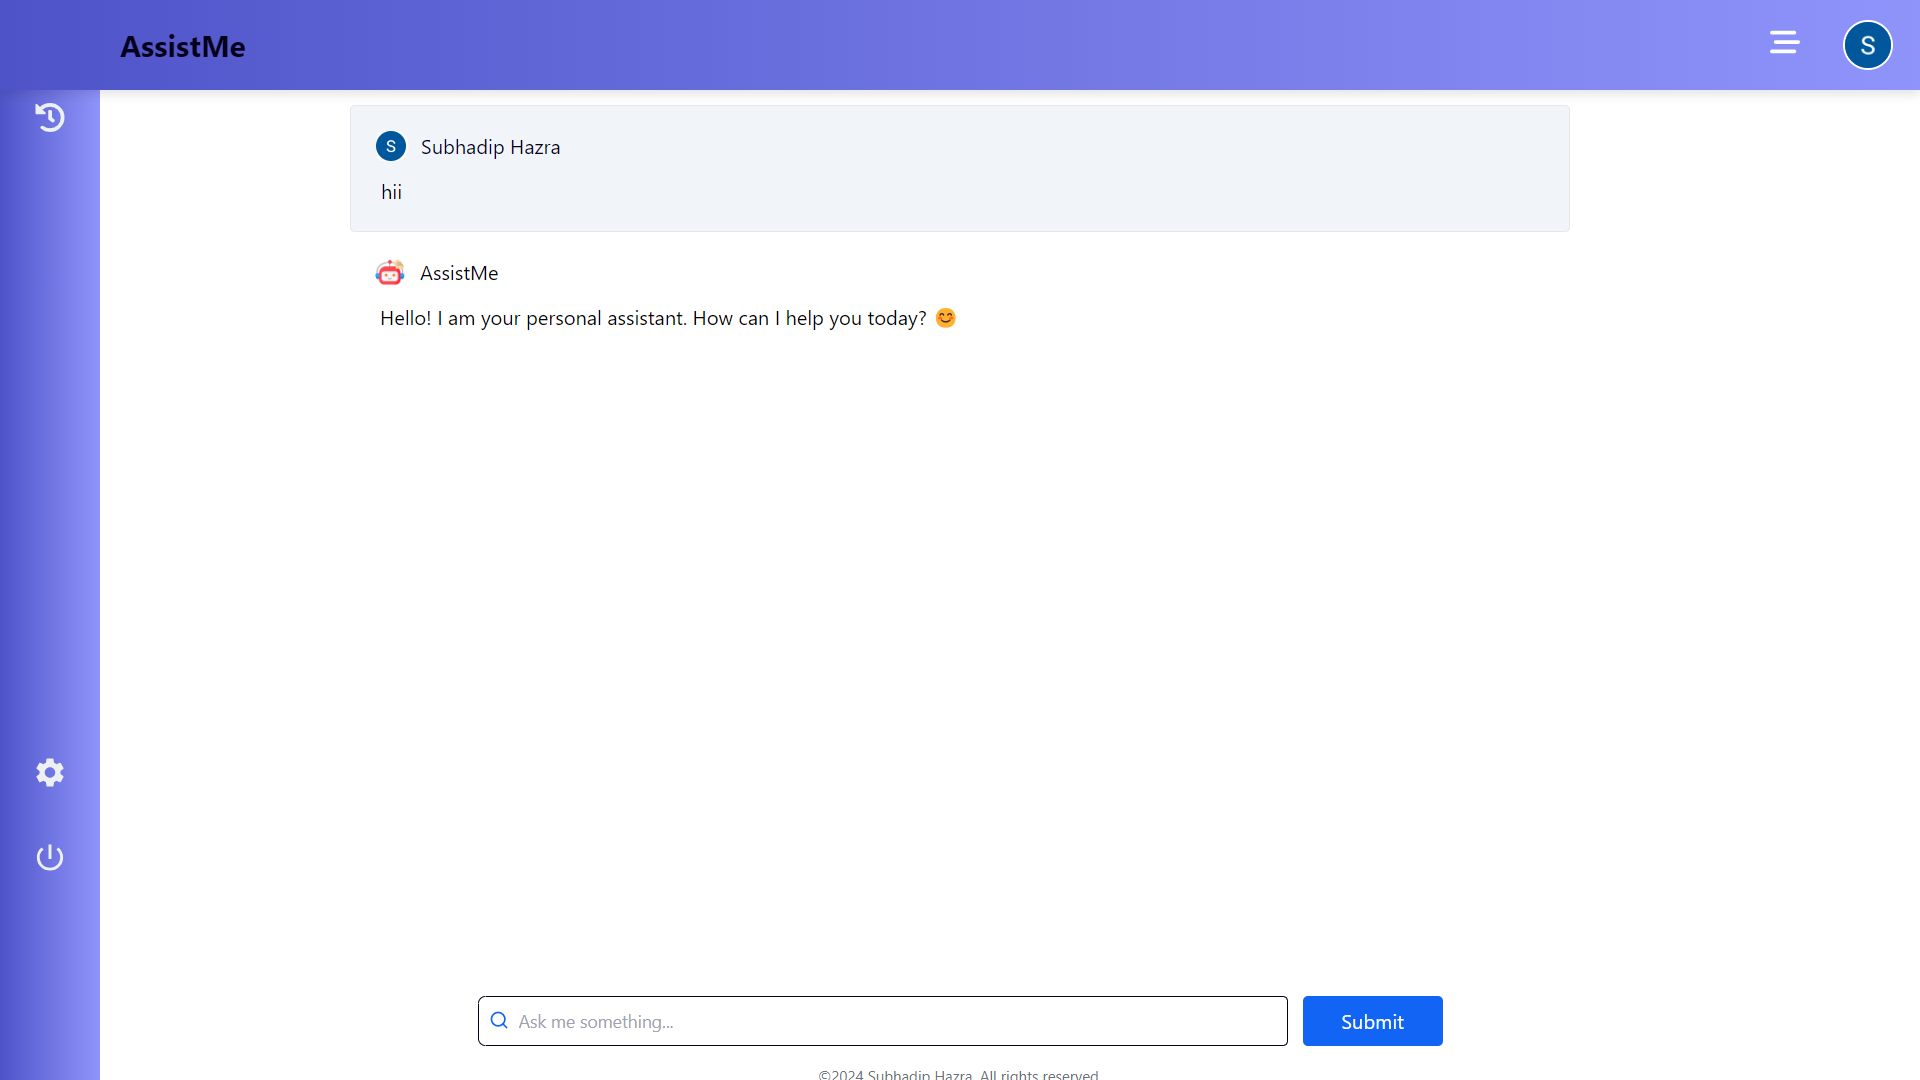 AssistMe
S
S Subhadip Hazra
hii
AssistMe
Hello! I am your personal assistant. How can I help you today? 😊
Ask me something...
Submit
©2024 Subhadip Hazra. All rights reserved